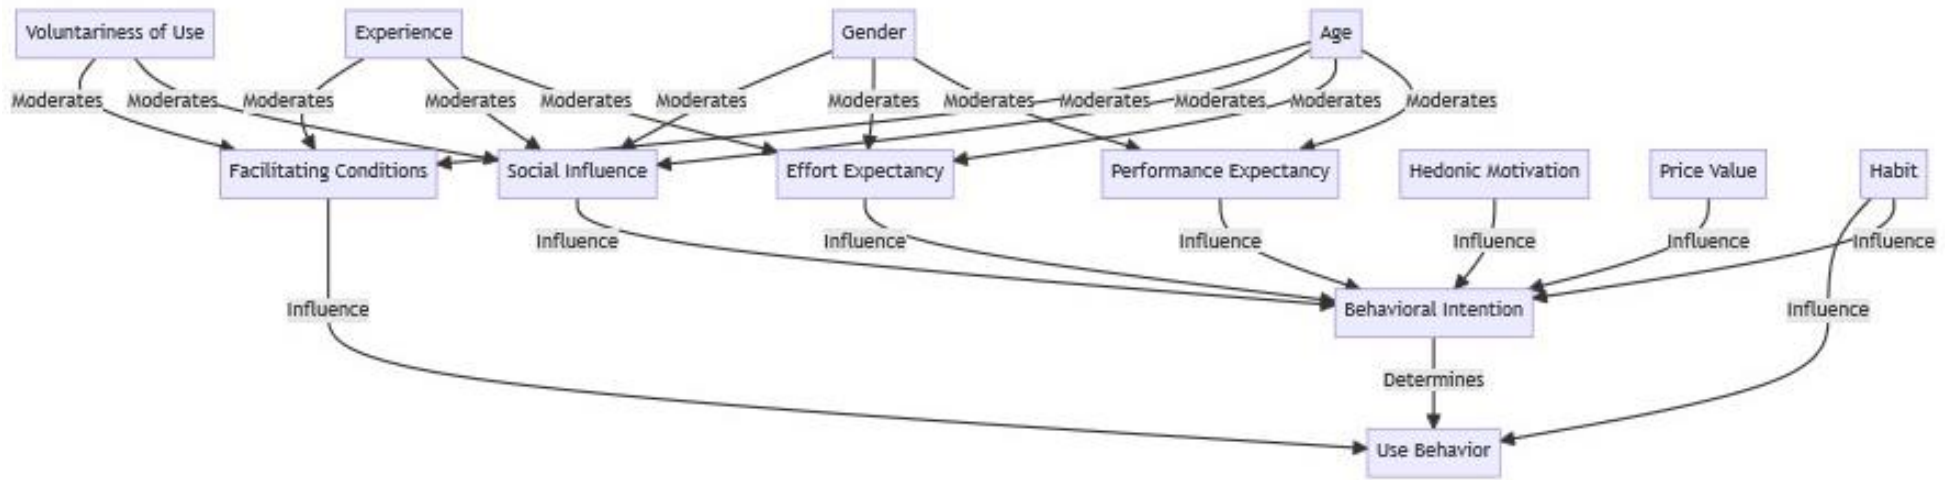 Voluntariness of Use
Experience
Gender
Age
Moderates
Moderates
Moderates
Moderates
Moderates
Moderates
Moderates
Moderates
Moderates
Moderates
Moderates
Moderates
Facilitating Conditions
Social Influence
Effort Expectancy
Performance Expectancy
Hedonic Motivation
Price Value
Habit
Influence
Influence
Influence
Influence
Influence
Influence
Influence
Behavioral Intention
Influence
Determines
Use Behavior